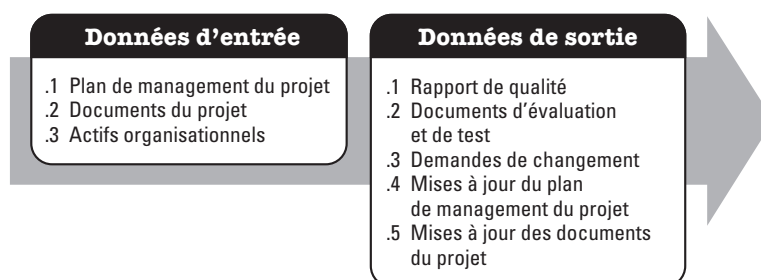 Données d'entrée
.1 Plan de management du projet
.2 Documents du projet
.3 Actifs organisationnels
Données de sortie
.1 Rapport de qualité
.2 Documents d'évaluation
et de test
.3 Demandes de changement
.4 Mises à jour du plan
de management du projet
.5 Mises à jour des documents
du projet